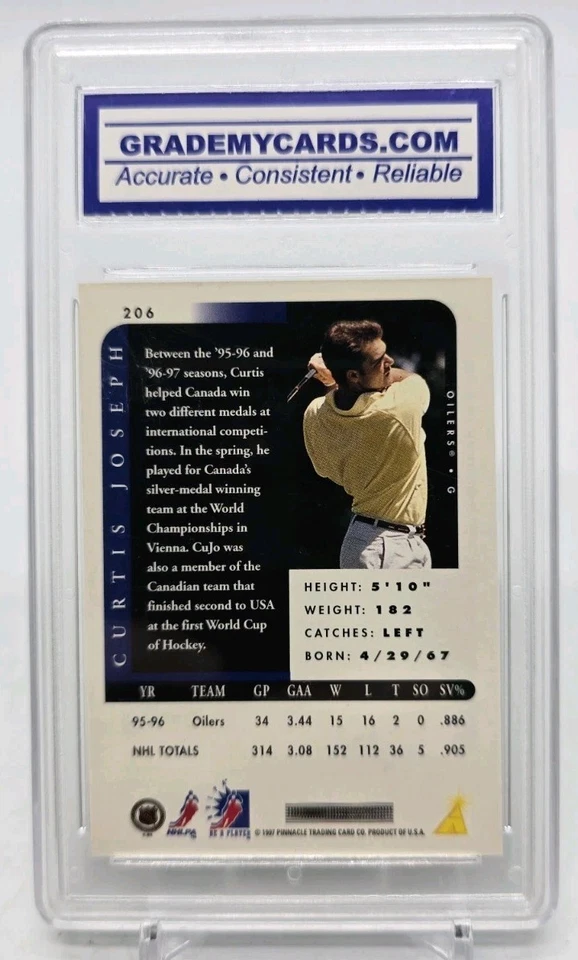 GRADEMYCARDS.COM
Accurate • Consistent • Reliable
206
CURTIS JOSEPH
Between the '95-96 and
'96-97 seasons, Curtis
helped Canada win
two different medals at
international competi-
tions. In the spring, he
played for Canada's
silver-medal winning
team at the World
Championships in
Vienna. CuJo was
also a member of the
Canadian team that
finished second to USA
at the first World Cup
of Hockey.
OILERS® • G
HEIGHT: 5'10"
WEIGHT: 182
CATCHES: LEFT
BORN: 4/29/67
YR TEAM GP GAA W L T SO SV%
95-96 Oilers 34 3.44 15 16 2 0 .886
NHL TOTALS 314 3.08 152 112 36 5 .905
NHLPA
BE A PLAYER
© 1997 PINNACLE TRADING CARD CO. PRODUCT OF U.S.A.